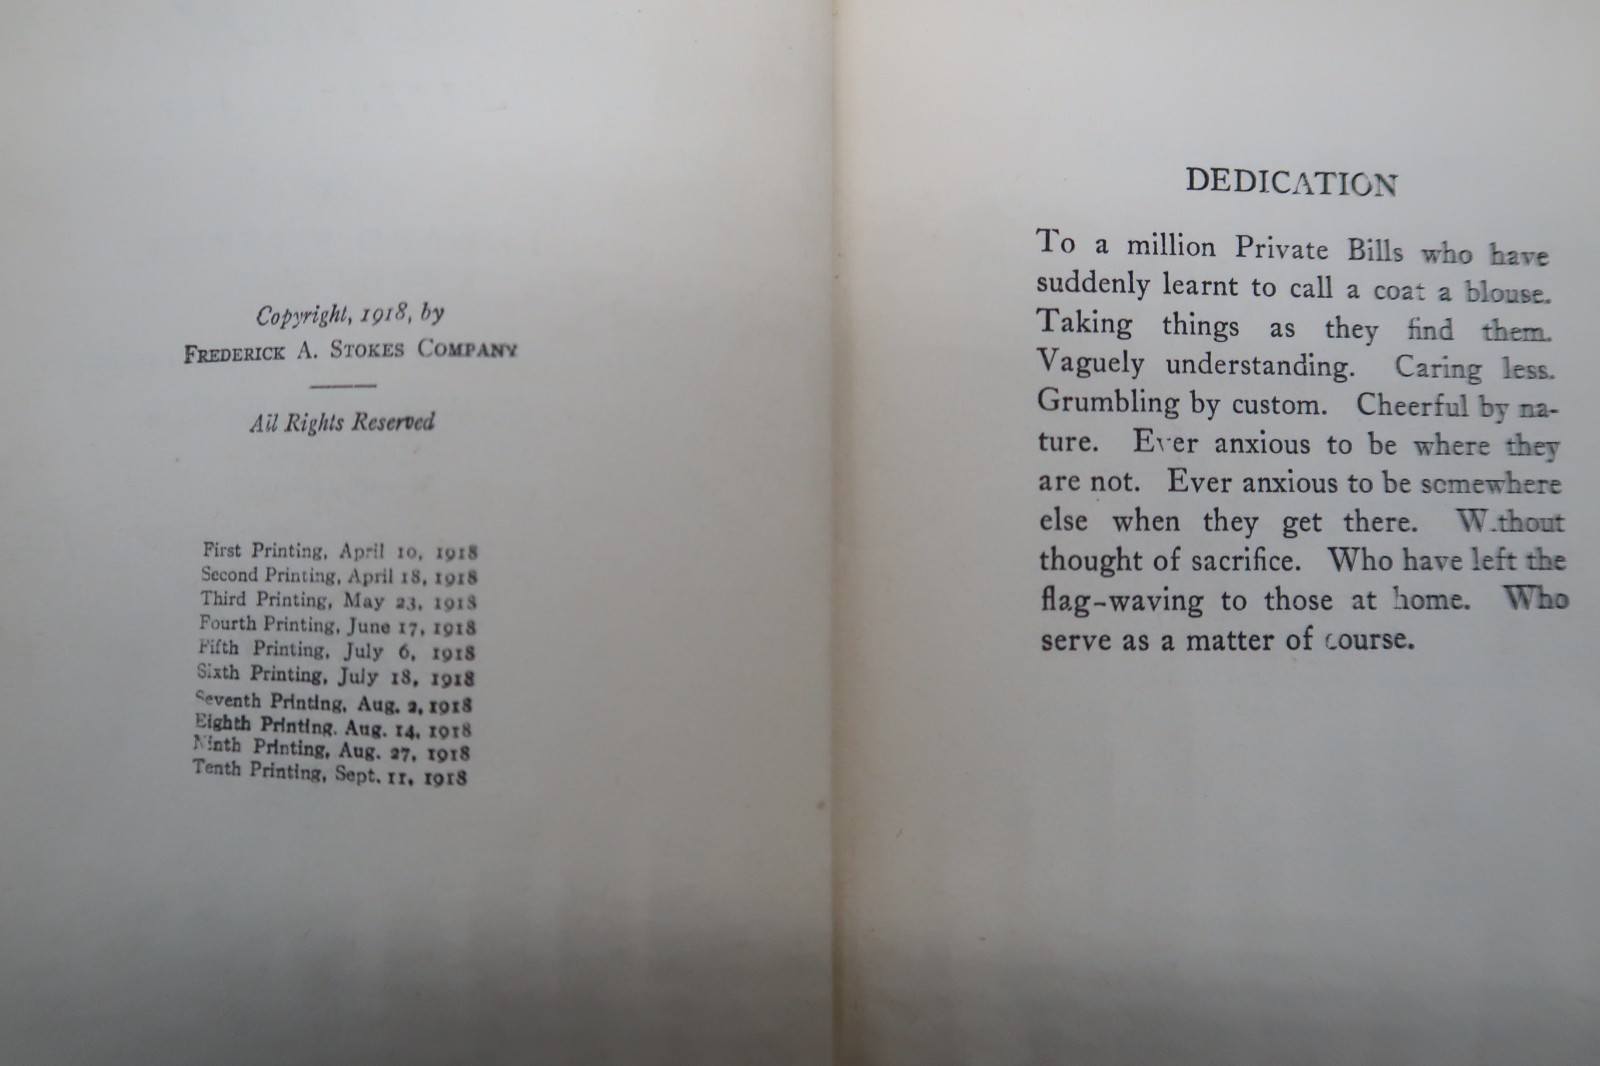 Copyright, 1918, by
FREDERICK A. STOKES COMPANY
All Rights Reserved
First Printing, April 10, 1918
Second Printing, April 18, 1918
Third Printing, May 23, 1918
Fourth Printing, June 17, 1918
Fifth Printing, July 6, 1918
Sixth Printing, July 18, 1918
Seventh Printing, Aug. 2, 1918
Eighth Printing. Aug. 14, 1918
Ninth Printing, Aug. 27, 1918
Tenth Printing, Sept. 11, 1918
DEDICATION
To a million Private Bills who have
suddenly learnt to call a coat a blouse.
Taking things as they find them.
Vaguely understanding. Caring less.
Grumbling by custom. Cheerful by na-
ture. Ever anxious to be where they
are not. Ever anxious to be somewhere
else when they get there. Without
thought of sacrifice. Who have left the
flag-waving to those at home. Who
serve as a matter of course.